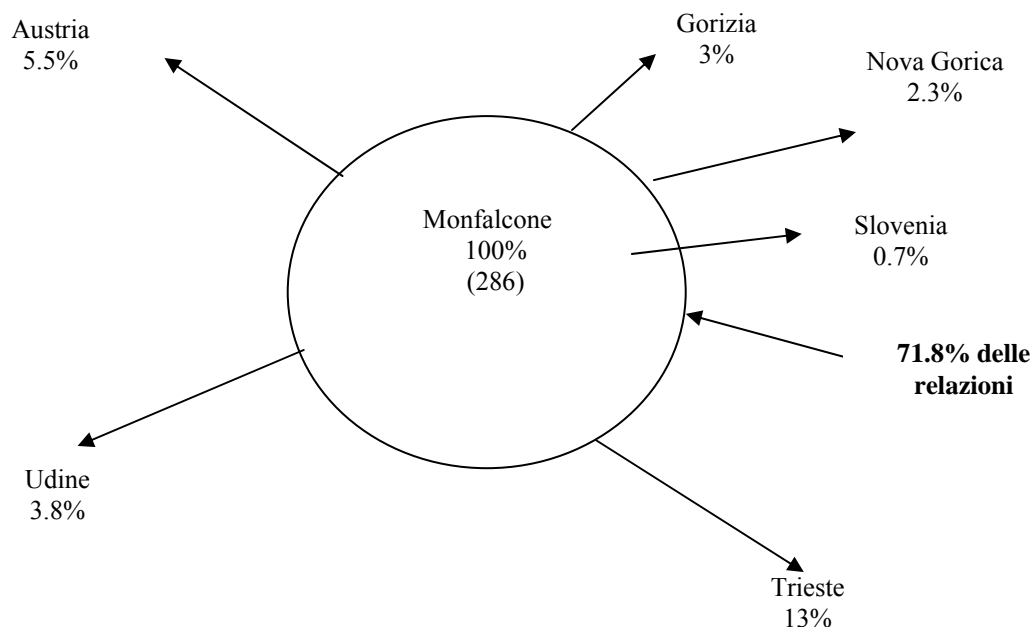 Austria
5.5%
Gorizia
3%
Nova Gorica
2.3%
Monfalcone
100%
(286)
Slovenia
0.7%
71.8% delle
relazioni
Udine
3.8%
Trieste
13%